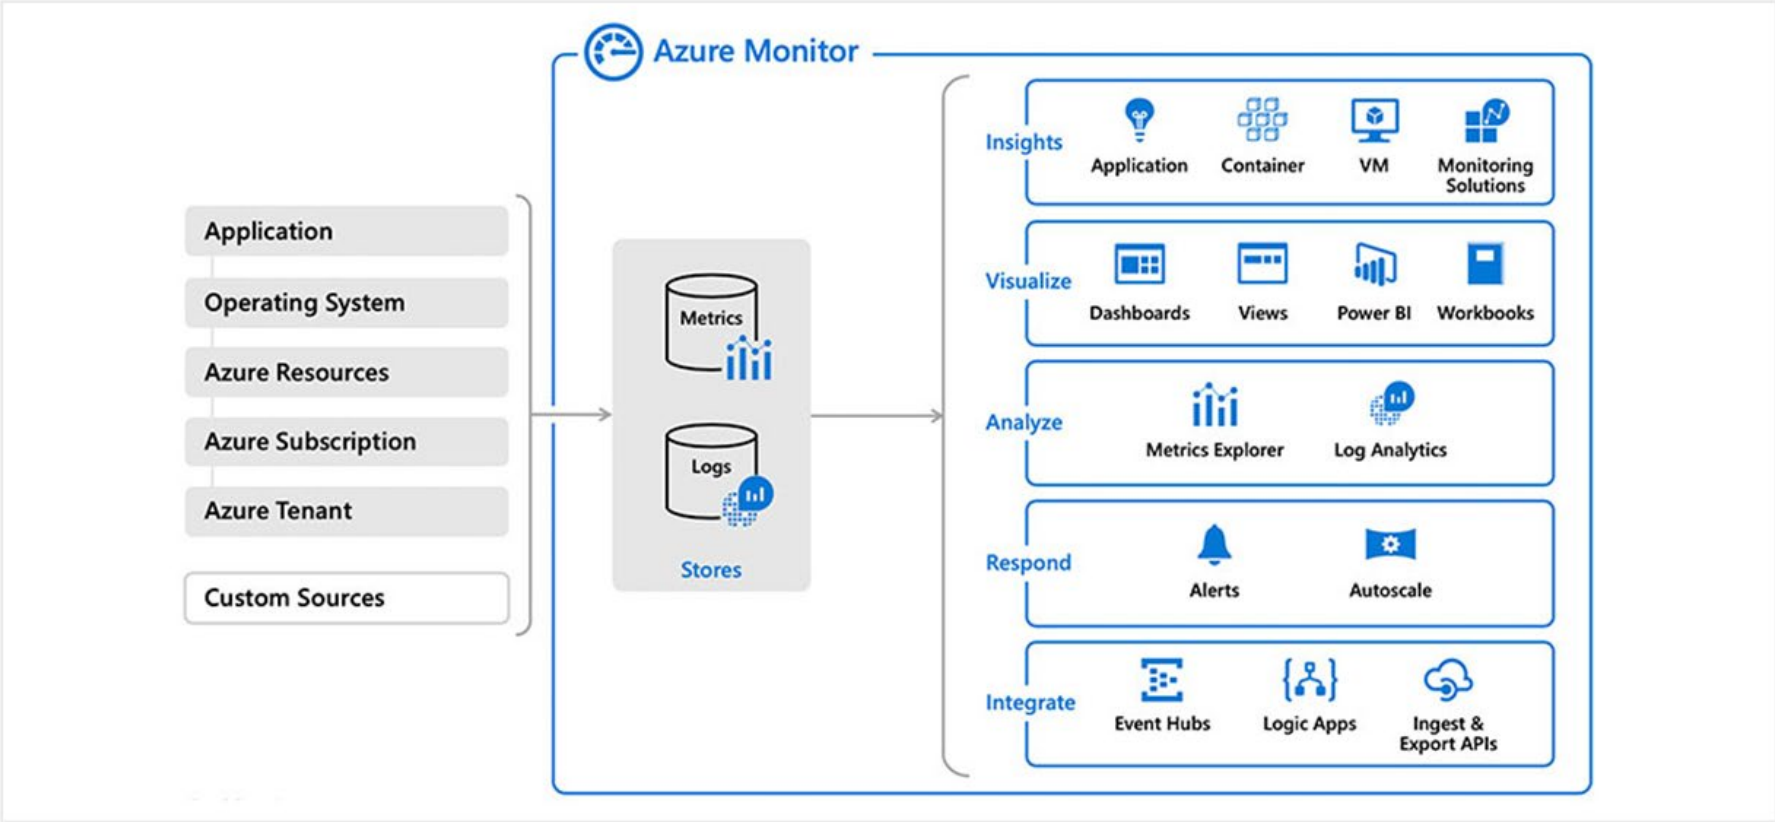 Azure Monitor
Application
Operating System
Azure Resources
Azure Subscription
Azure Tenant
Custom Sources
Metrics
Logs
Stores
Insights
Application
Container
VM
Monitoring
Solutions
Visualize
Dashboards
Views
Power BI
Workbooks
Analyze
Metrics Explorer
Log Analytics
Respond
Alerts
Autoscale
Integrate
Event Hubs
Logic Apps
Ingest &
Export APIs